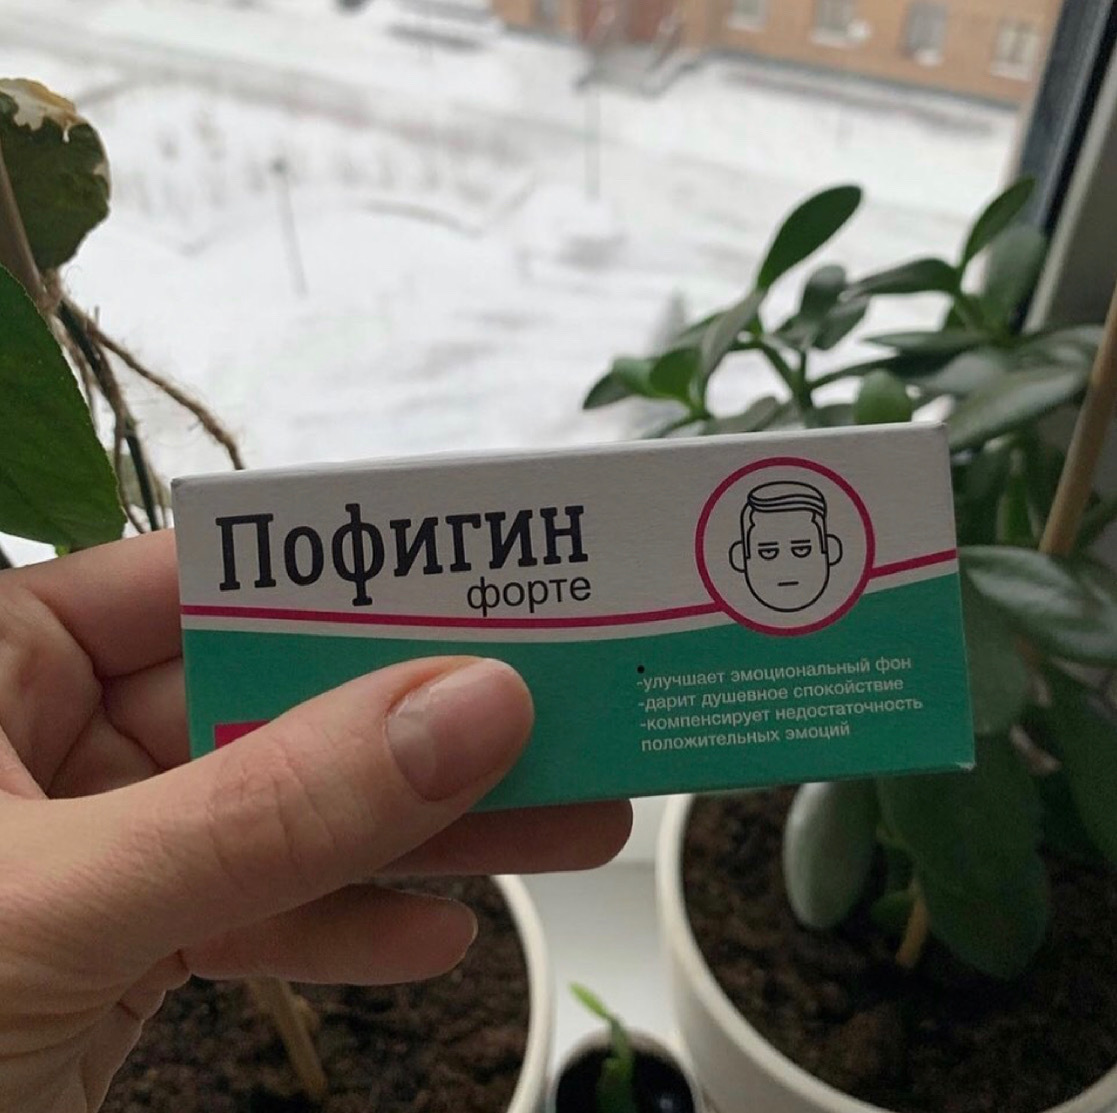 Пофигин
форте
-улучшает эмоциональный фон
-дарит душевное спокойствие
-компенсирует недостаточность
положительных эмоций